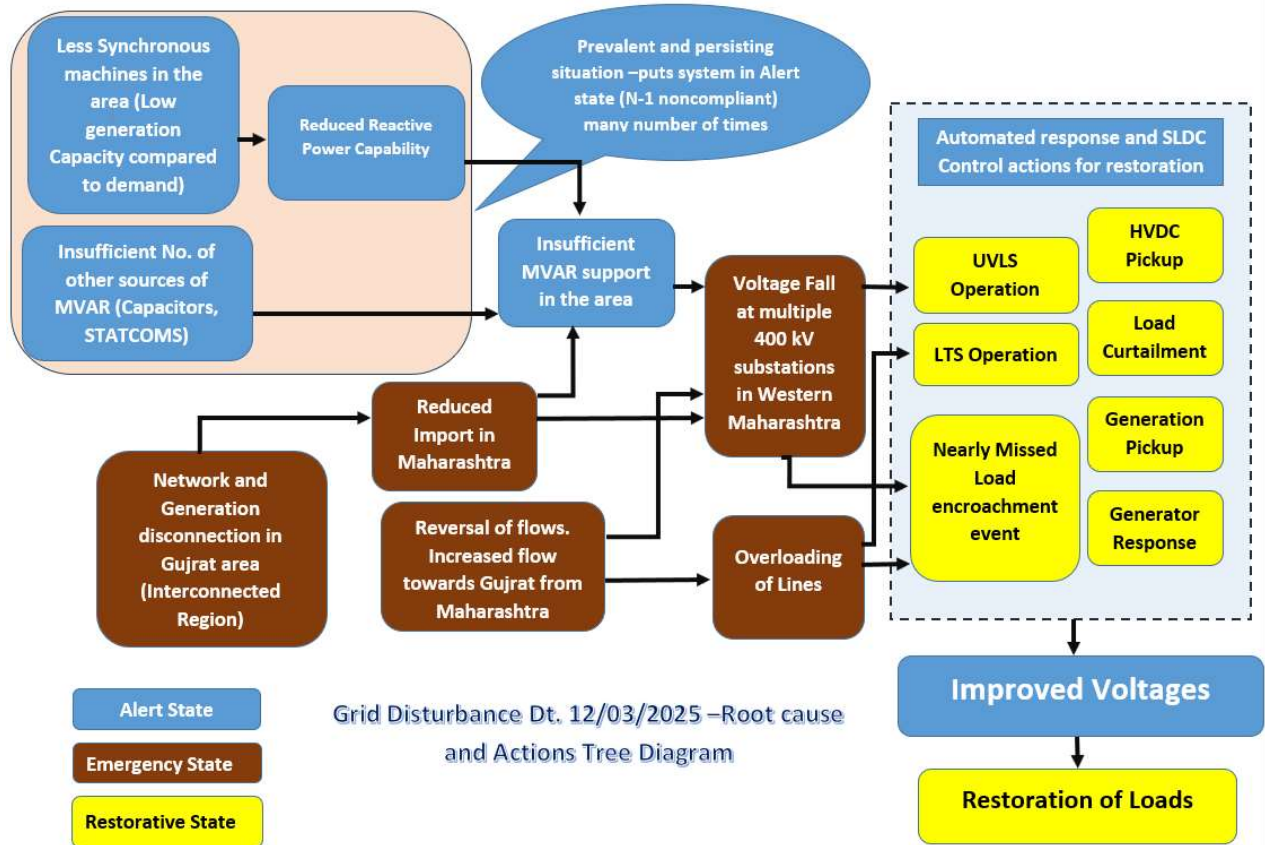 Less Synchronous
machines in the
area (Low
generation
Capacity compared
to demand)
Reduced Reactive
Power Capability
Prevalent and persisting
situation –puts system in Alert
state (N-1 noncompliant)
many number of times
Insufficient No. of
other sources of
MVAR (Capacitors,
STATCOMS)
Insufficient
MVAR support
in the area
Voltage Fall
at multiple
400 kV
substations
in Western
Maharashtra
Reduced
Import in
Maharashtra
Network and
Generation
disconnection in
Gujrat area
(Interconnected
Region)
Reversal of flows.
Increased flow
towards Gujrat from
Maharashtra
Overloading
of Lines
Automated response and SLDC
Control actions for restoration
UVLS
Operation
HVDC
Pickup
LTS Operation
Load
Curtailment
Nearly Missed
Load
encroachment
event
Generation
Pickup
Generator
Response
Improved Voltages
Restoration of Loads
Alert State
Emergency State
Restorative State
Grid Disturbance Dt. 12/03/2025 –Root cause
and Actions Tree Diagram